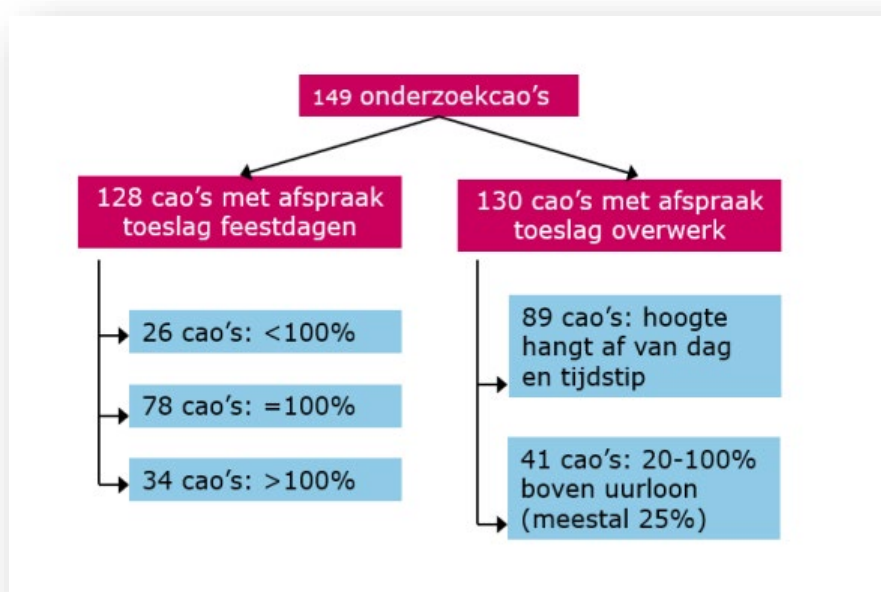 149 onderzoekcao's
128 cao's met afspraak
toeslag feestdagen
26 cao's: <100%
78 cao's: =100%
34 cao's: >100%
130 cao's met afspraak
toeslag overwerk
89 cao's: hoogte
hangt af van dag
en tijdstip
41 cao's: 20-100%
boven uurloon
(meestal 25%)